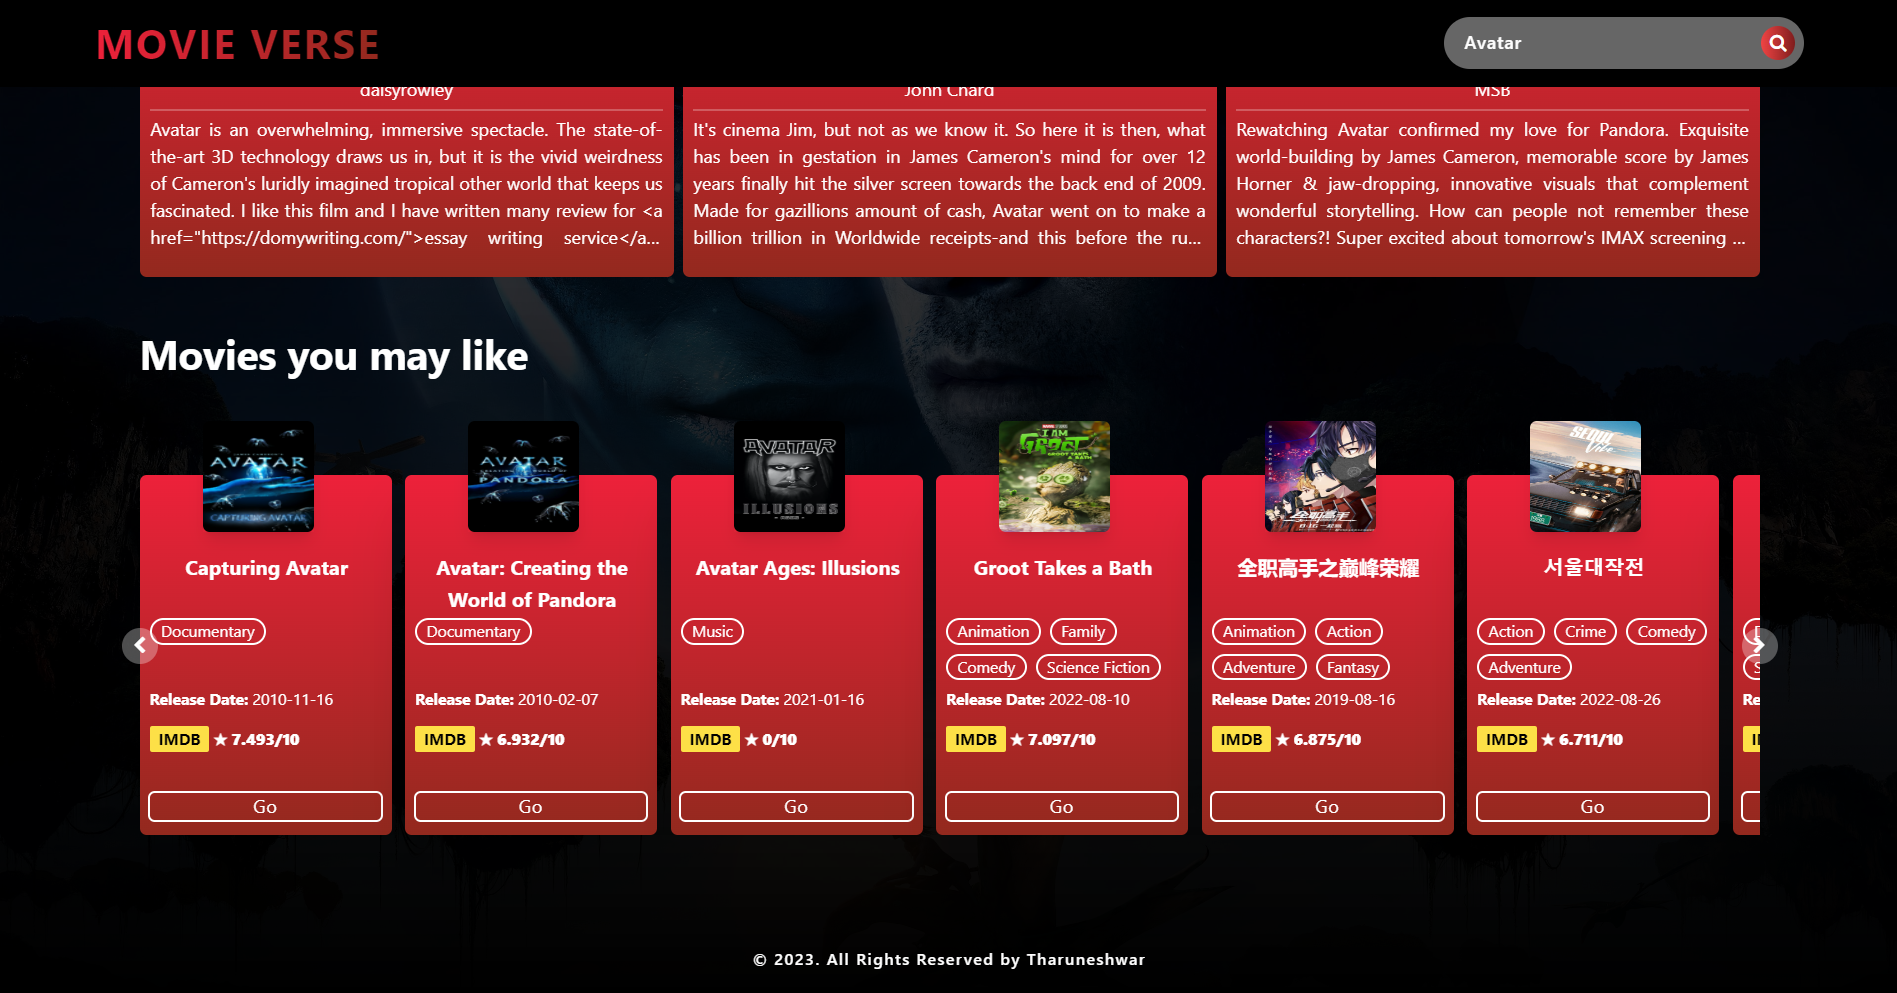 MOVIE VERSE
Avatar
daisyrowley
Avatar is an overwhelming, immersive spectacle. The state-of-
the-art 3D technology draws us in, but it is the vivid weirdness
of Cameron's luridly imagined tropical other world that keeps us
fascinated. I like this film and I have written many review for <a
href="https://domywriting.com/">essay writing service</a...
John Chard
It's cinema Jim, but not as we know it. So here it is then, what
has been in gestation in James Cameron's mind for over 12
years finally hit the silver screen towards the back end of 2009.
Made for gazillions amount of cash, Avatar went on to make a
billion trillion in Worldwide receipts-and this before the ru...
MSB
Rewatching Avatar confirmed my love for Pandora. Exquisite
world-building by James Cameron, memorable score by James
Horner & jaw-dropping, innovative visuals that complement
wonderful storytelling. How can people not remember these
characters?! Super excited about tomorrow's IMAX screening ...
Movies you may like
AVATAR
CAPTURING AVATAR
Capturing Avatar
Documentary
Release Date: 2010-11-16
IMDB ★ 7.493/10
Go
AVATAR
PANDORA
Avatar: Creating the
World of Pandora
Documentary
Release Date: 2010-02-07
IMDB ★ 6.932/10
Go
AVATAR
ILLUSIONS
Avatar Ages: Illusions
Music
Release Date: 2021-01-16
IMDB ★ 0/10
Go
I AM
GROOT
GROOT TAKES
A BATH
Groot Takes a Bath
Animation Family
Comedy Science Fiction
Release Date: 2022-08-10
IMDB ★ 7.097/10
Go
全职高手
全职高手之巅峰荣耀
Animation Action
Adventure Fantasy
Release Date: 2019-08-16
IMDB ★ 6.875/10
Go
SEOUL
Vibe
서울대작전
Action Crime Comedy
Adventure
Release Date: 2022-08-26
IMDB ★ 6.711/10
Go
Re
© 2023. All Rights Reserved by Tharuneshwar